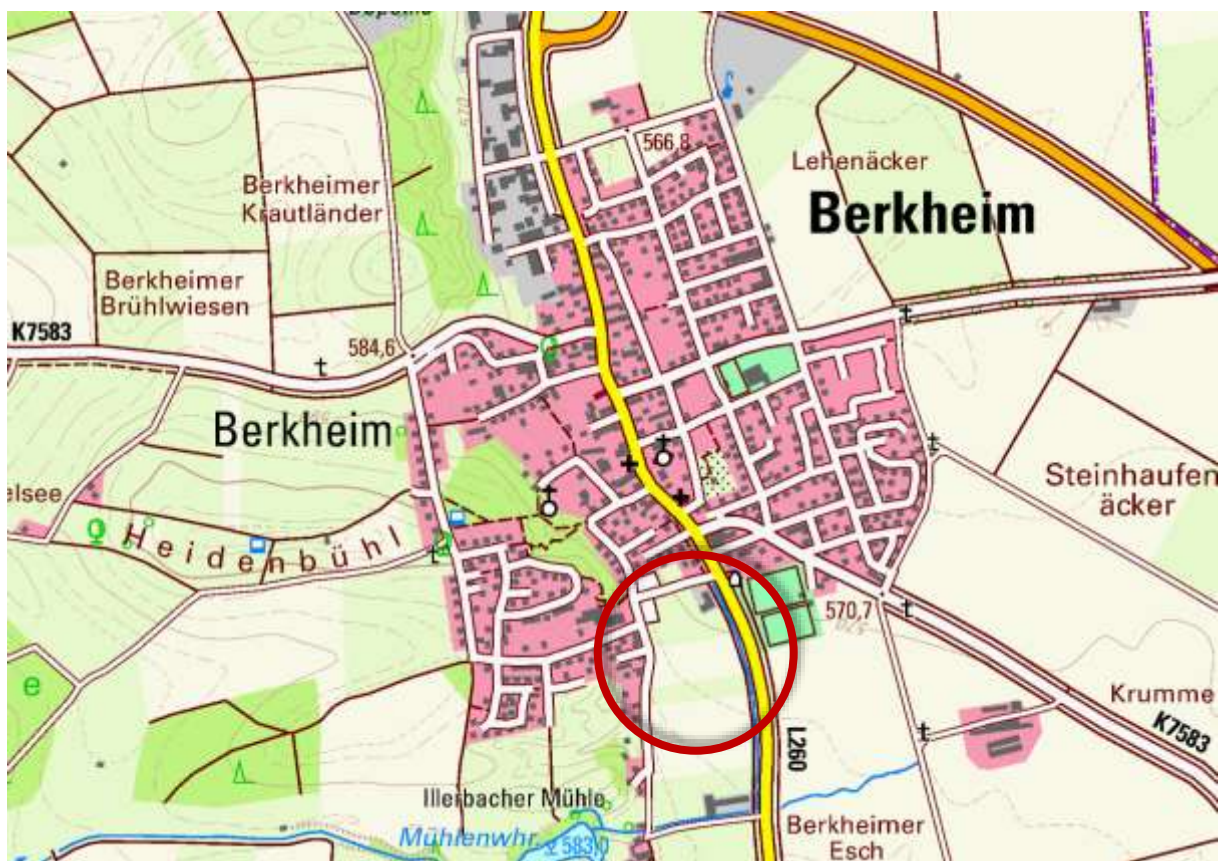 566,8
Lehenäcker
Berkheimer
Krautländer
Berkheim
Berkheimer
Brühlwiesen
K7583
584,6
Berkheim
Steinhaufen
äcker
elsee
Heidenbühl
570,7
e
Krumme
K7583
L260
Illerbacher Mühle
Mühlenwhr.
583,0
Berkheimer
Esch